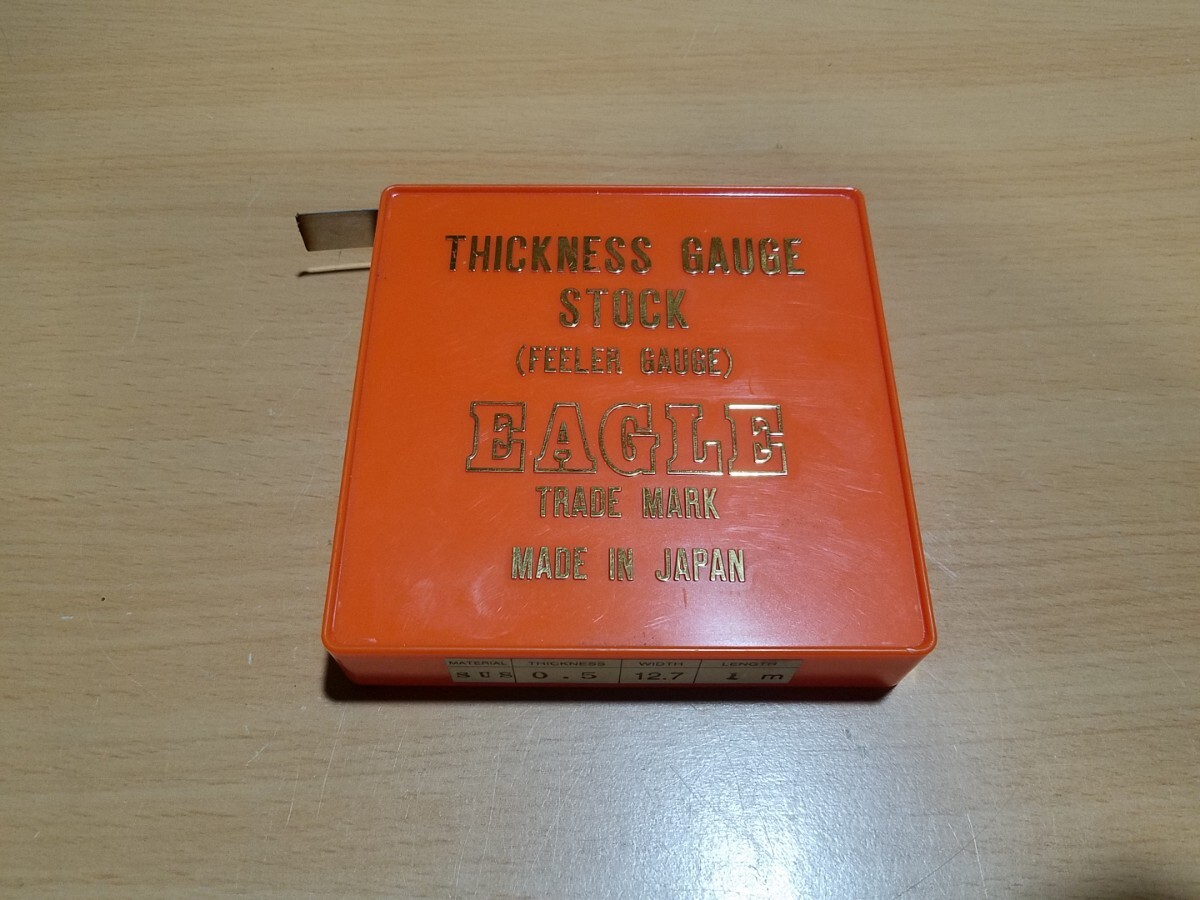 THICKNESS GAUGE
STOCK
(FEELER GAUGE)
EAGLE
TRADE MARK
MADE IN JAPAN
MATERIAL THICKNESS WIDTH LENGTH
SUS 0.5 12.7 1 m